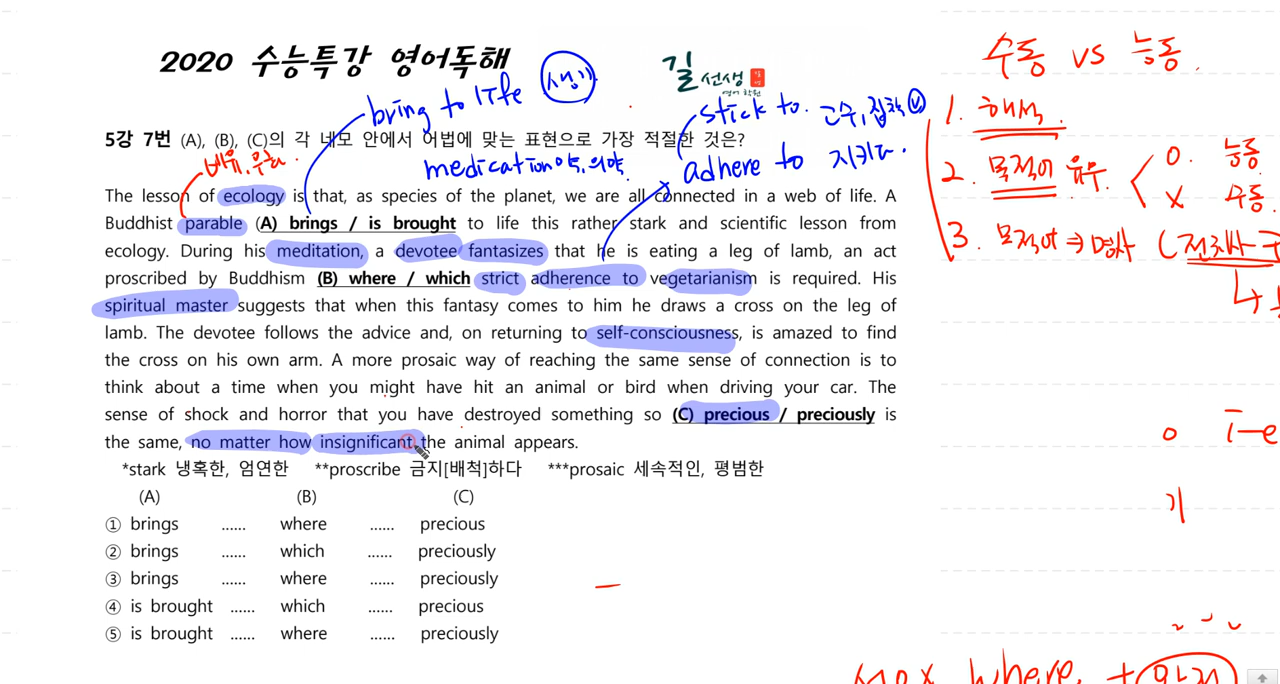 2020 수능특강 영어독해
길선생
영어 학원
수동 vs 능동.
bring to life
stick to. 고수, 집착
1. 해석
5강 7번 (A), (B), (C)의 각 네모 안에서 어법에 맞는 표현으로 가장 적절한 것은?
medication 약, 의약
adhere to 지키다.
2. 목적어 유무.
O. 능동
X 수동.
The lesson of ecology is that, as species of the planet, we are all connected in a web of life. A
Buddhist parable (A) brings / is brought to life this rather stark and scientific lesson from
3. 목적어 ⇒ 명사
ecology. During his meditation, a devotee fantasizes that he is eating a leg of lamb, an act
proscribed by Buddhism (B) where / which strict adherence to vegetarianism is required. His
spiritual master suggests that when this fantasy comes to him he draws a cross on the leg of
lamb. The devotee follows the advice and, on returning to self-consciousness, is amazed to find
the cross on his own arm. A more prosaic way of reaching the same sense of connection is to
think about a time when you might have hit an animal or bird when driving your car. The
sense of shock and horror that you have destroyed something so (C) precious / preciously is
the same, no matter how insignificant the animal appears.
*stark 냉혹한, 엄연한 **proscribe 금지[배척]하다 ***prosaic 세속적인, 평범한
(A) (B) (C)
① brings ...... where ...... precious
② brings ...... which ...... preciously
③ brings ...... where ...... preciously
④ is brought ...... which ...... precious
⑤ is brought ...... where ...... preciously
where +